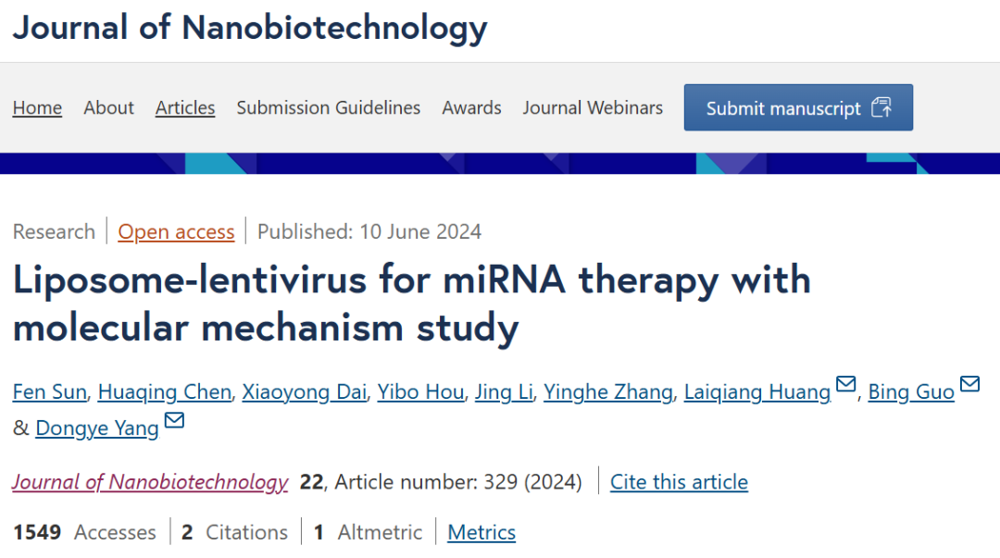 Journal of Nanobiotechnology
Home About Articles Submission Guidelines Awards Journal Webinars Submit manuscript
Research Open access Published: 10 June 2024
Liposome-lentivirus for miRNA therapy with
molecular mechanism study
Fen Sun, Huaqing Chen, Xiaoyong Dai, Yibo Hou, Jing Li, Yinghe Zhang, Laiqiang Huang, Bing Guo
& Dongye Yang
Journal of Nanobiotechnology 22, Article number: 329 (2024) Cite this article
1549 Accesses 2 Citations 1 Altmetric Metrics